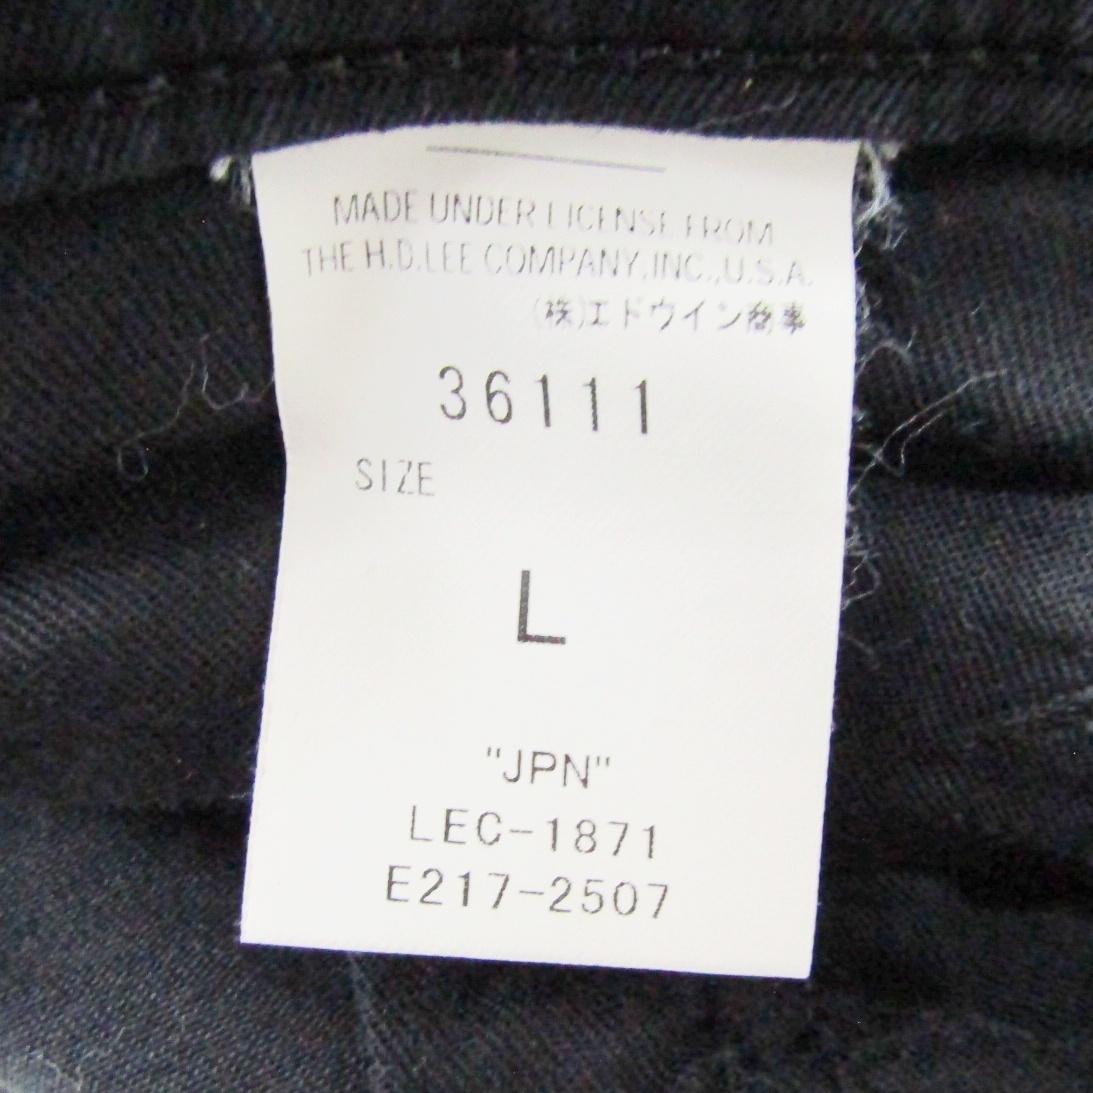 MADE UNDER LICENSE FROM
THE H.D.LEE COMPANY,INC.,U.S.A.
(株)エドウイン商事
36111
SIZE
L
"JPN"
LEC-1871
E217-2507